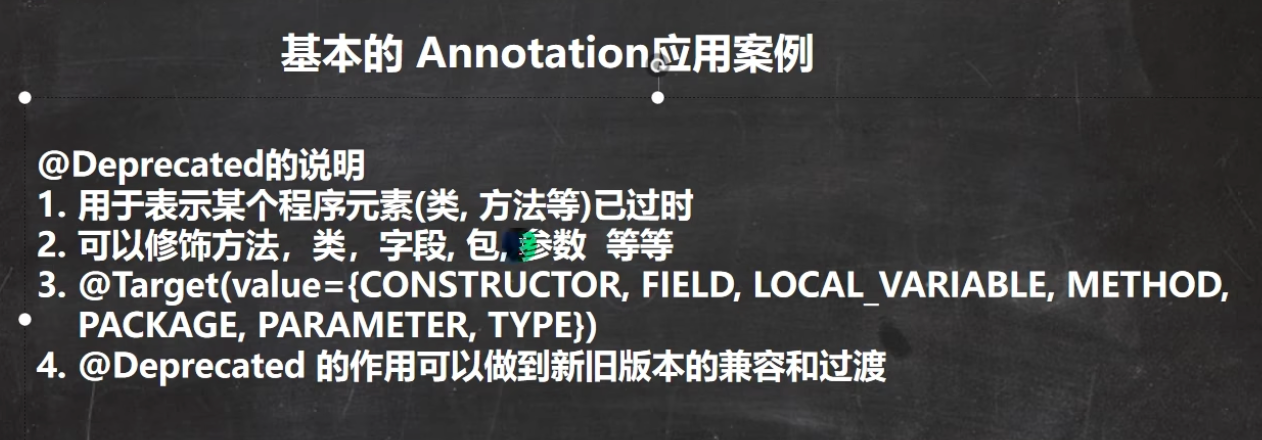 基本的 Annotation应用案例
@Deprecated的说明
1. 用于表示某个程序元素(类, 方法等)已过时
2. 可以修饰方法，类，字段, 包, 参数 等等
3. @Target(value={CONSTRUCTOR, FIELD, LOCAL_VARIABLE, METHOD,
PACKAGE, PARAMETER, TYPE})
4. @Deprecated 的作用可以做到新旧版本的兼容和过渡